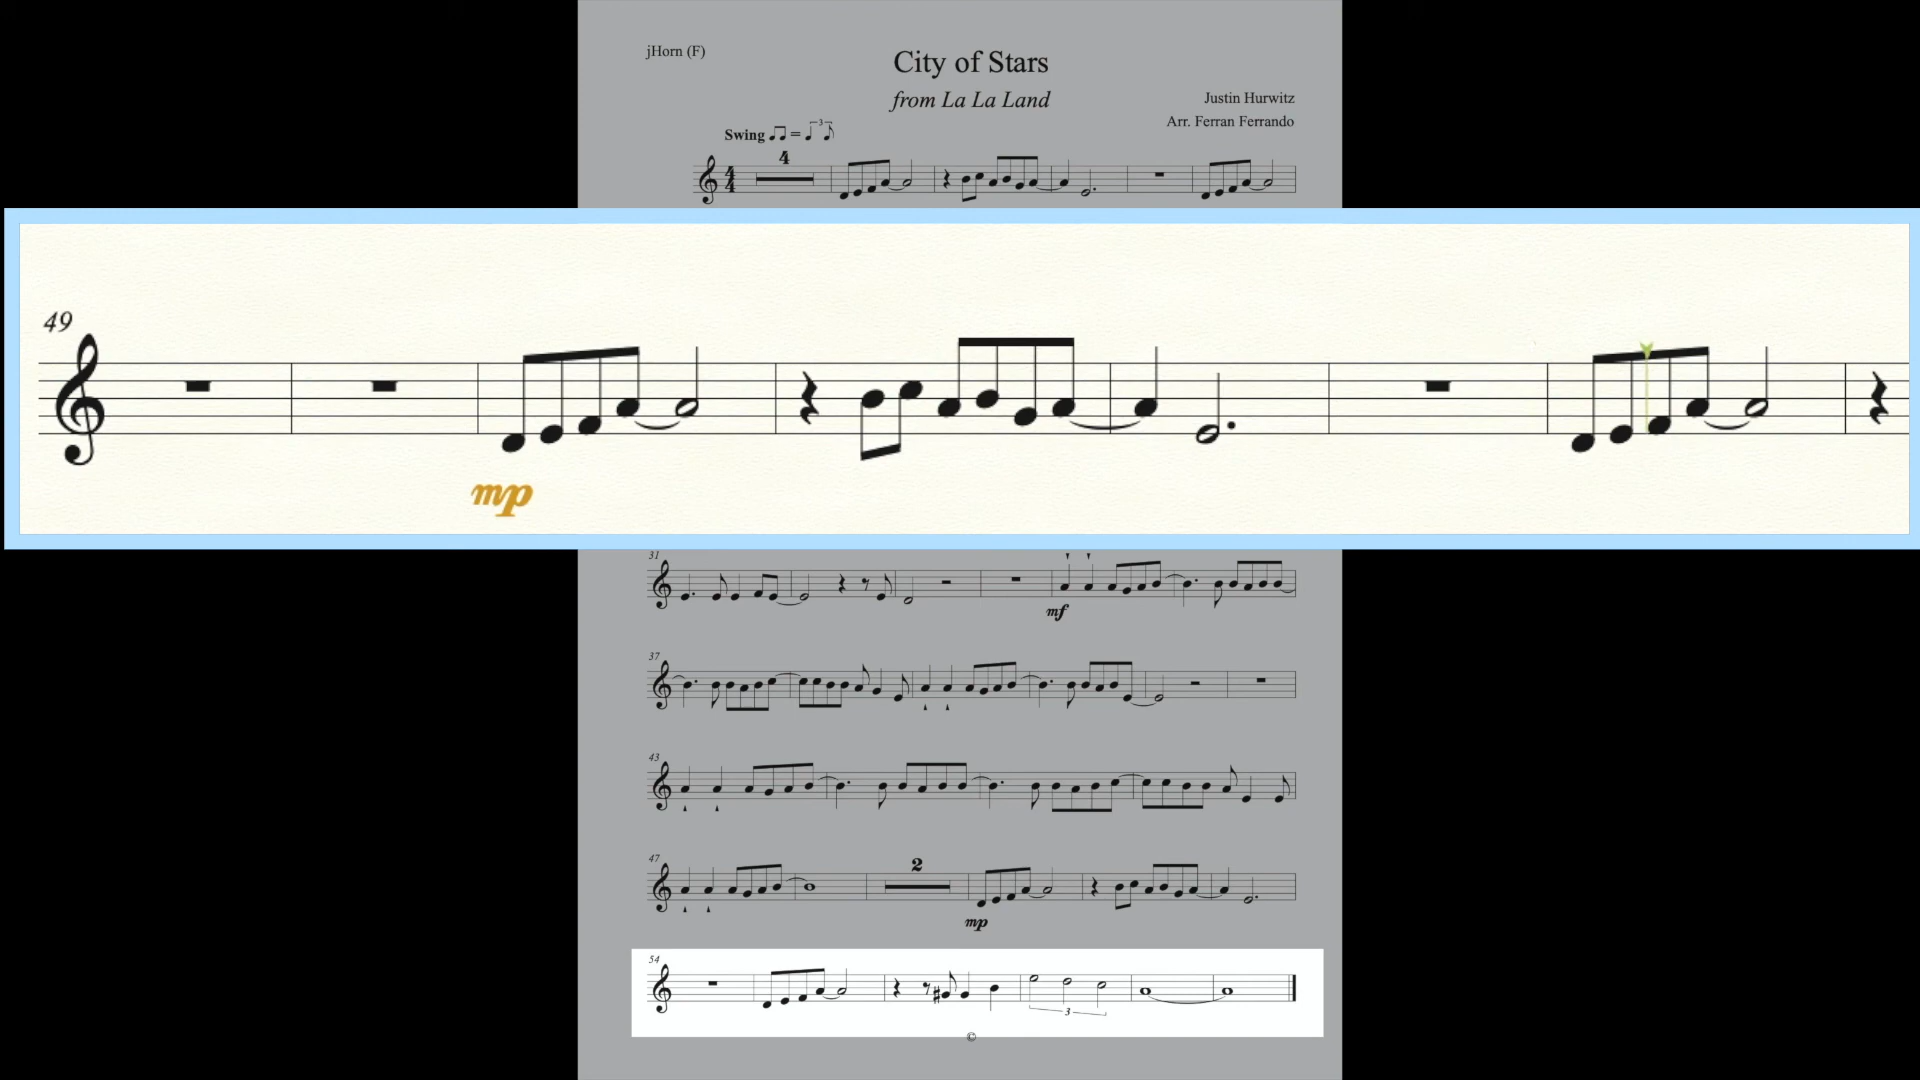 jHorn (F)
City of Stars
from La La Land
Justin Hurwitz
Arr. Ferran Ferrando
Swing = 3
4
49
mp
31
mf
37
43
47
2
mp
54
3
©